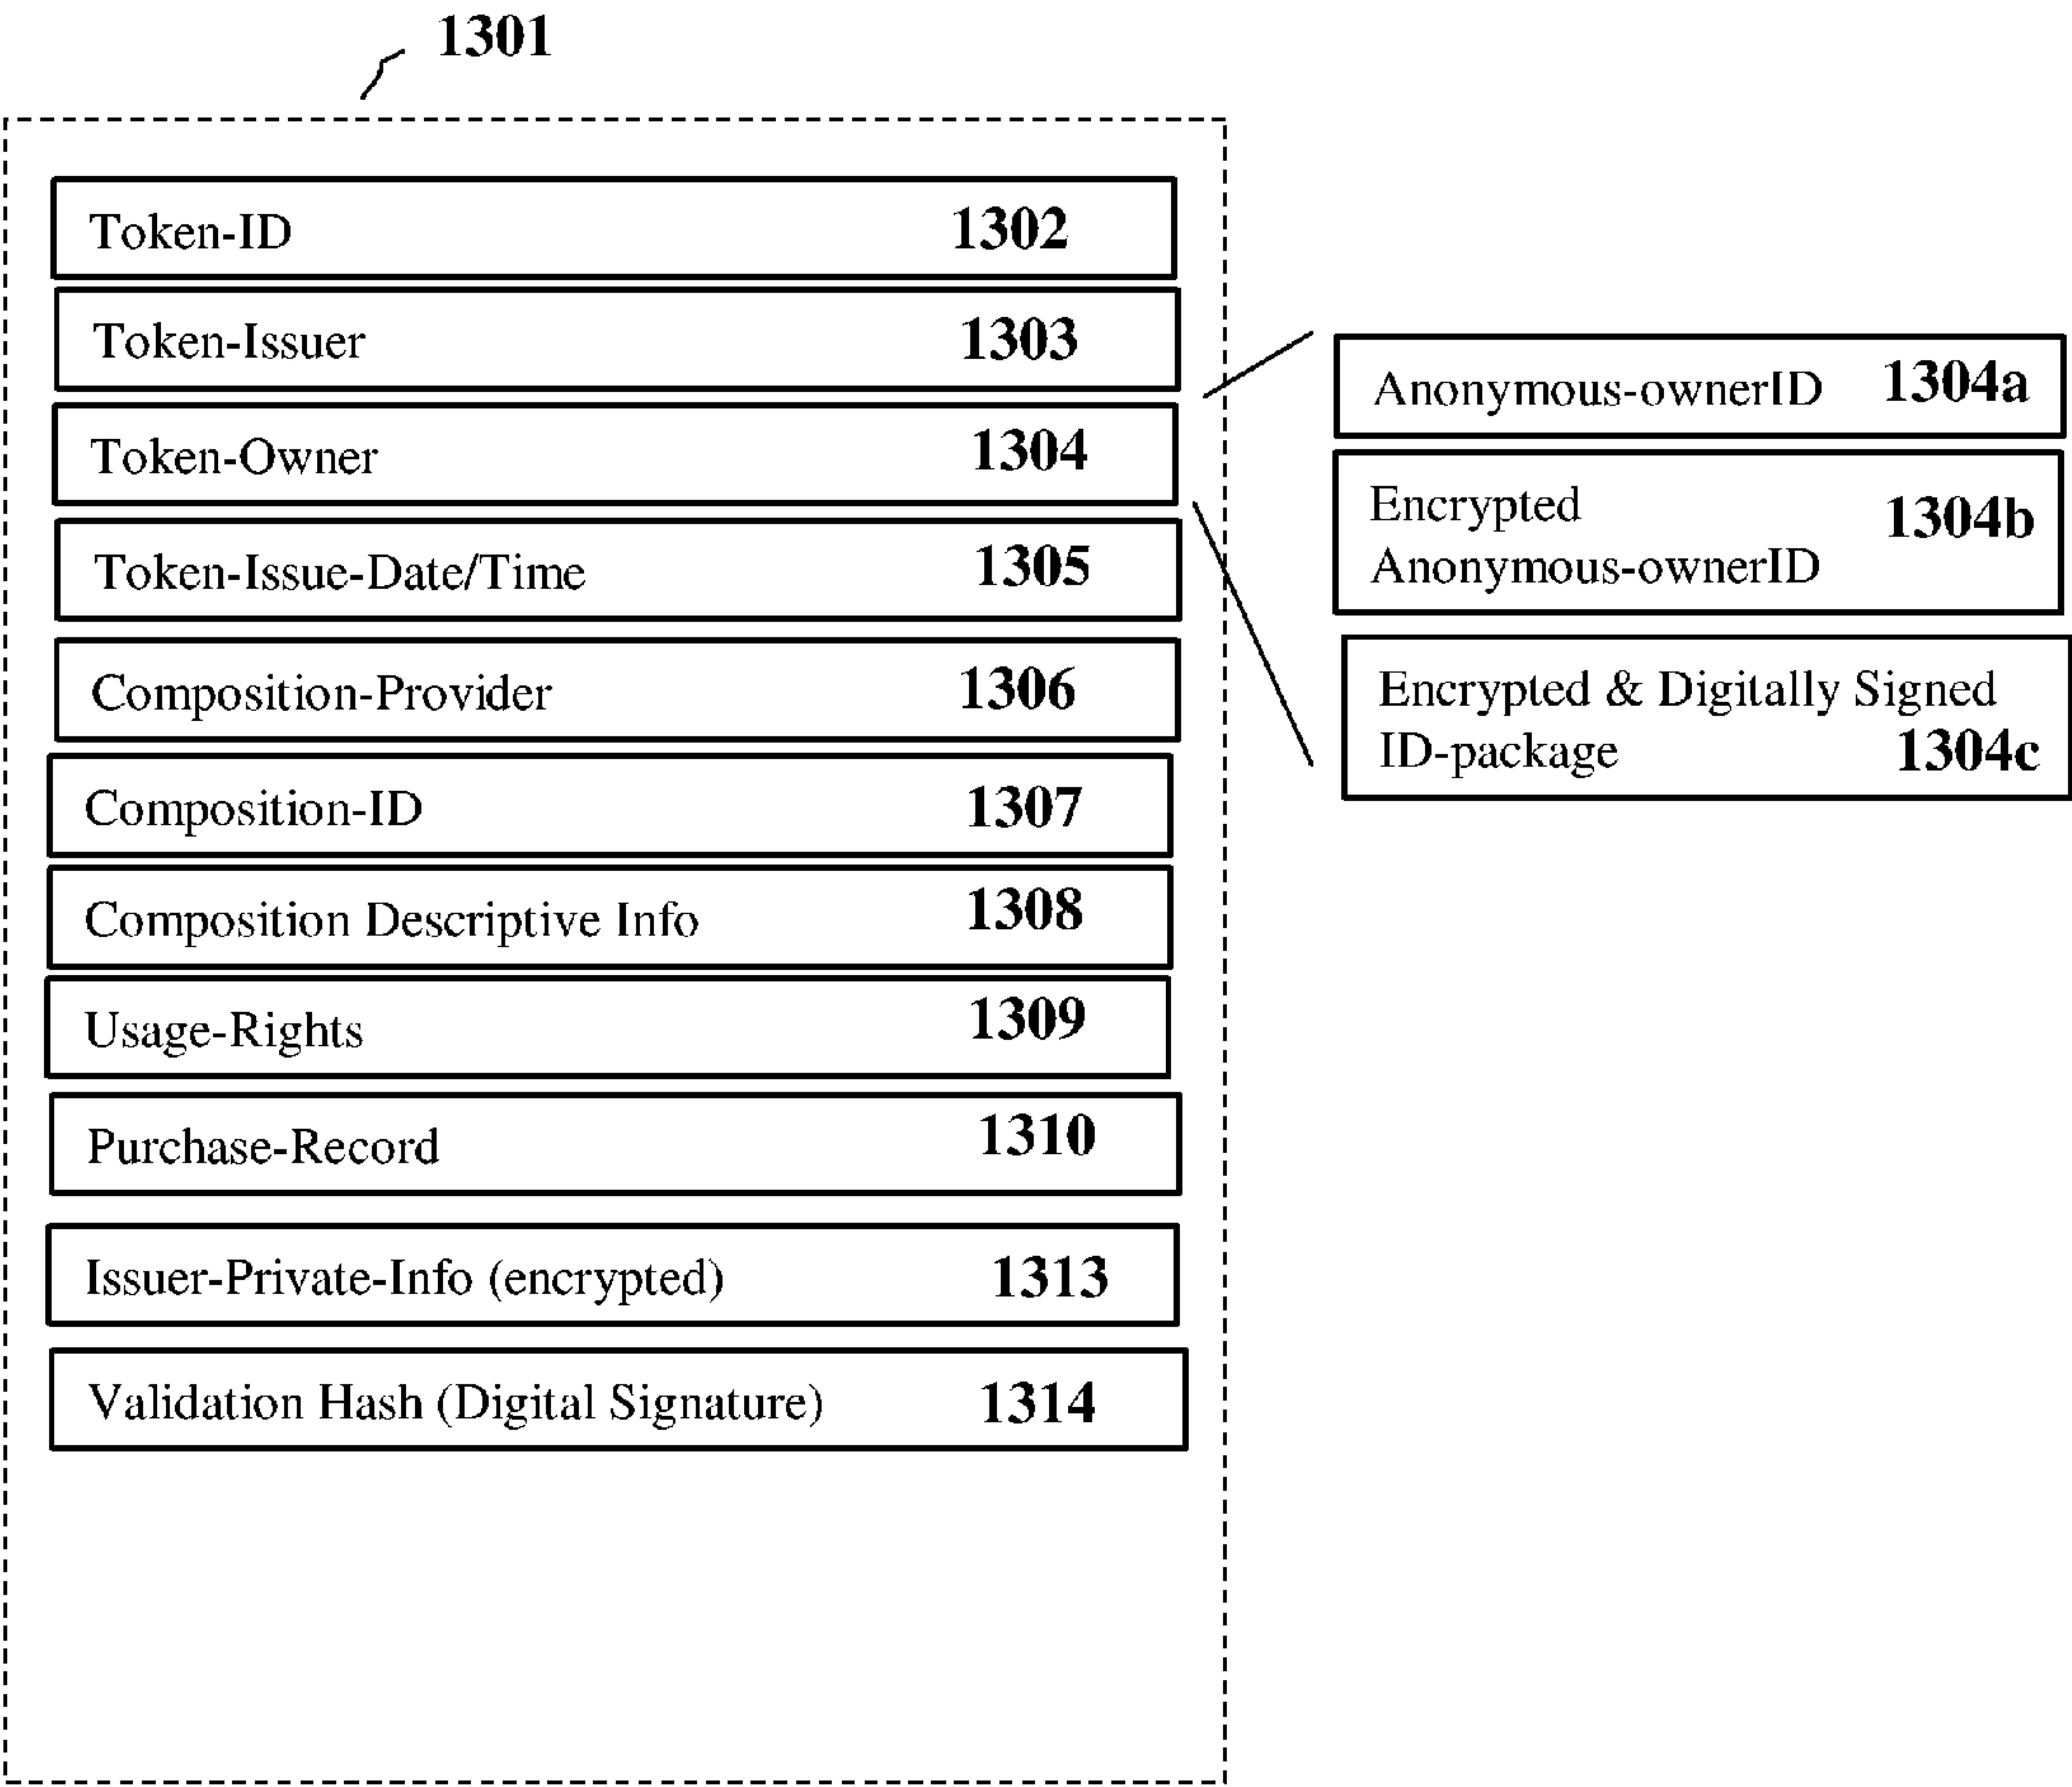 1301
Token-ID 1302
Token-Issuer 1303
Token-Owner 1304
Token-Issue-Date/Time 1305
Composition-Provider 1306
Composition-ID 1307
Composition Descriptive Info 1308
Usage-Rights 1309
Purchase-Record 1310
Issuer-Private-Info (encrypted) 1313
Validation Hash (Digital Signature) 1314
Anonymous-ownerID 1304a
Encrypted 1304b
Anonymous-ownerID
Encrypted & Digitally Signed
ID-package 1304c